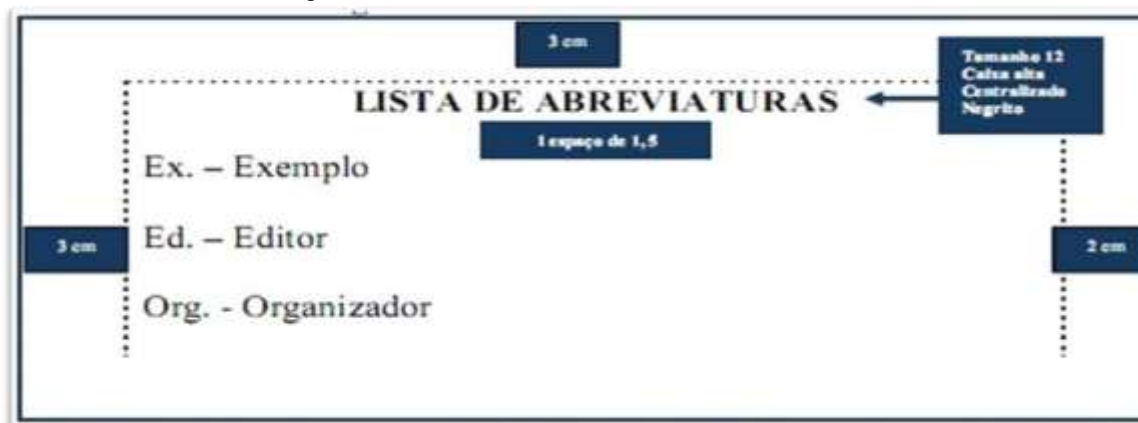 3 cm
Tamanho 12
Caixa alta
Centralizado
Negrito
LISTA DE ABREVIATURAS
1 espaço de 1,5
Ex. – Exemplo
3 cm
Ed. – Editor
2 cm
Org. - Organizador